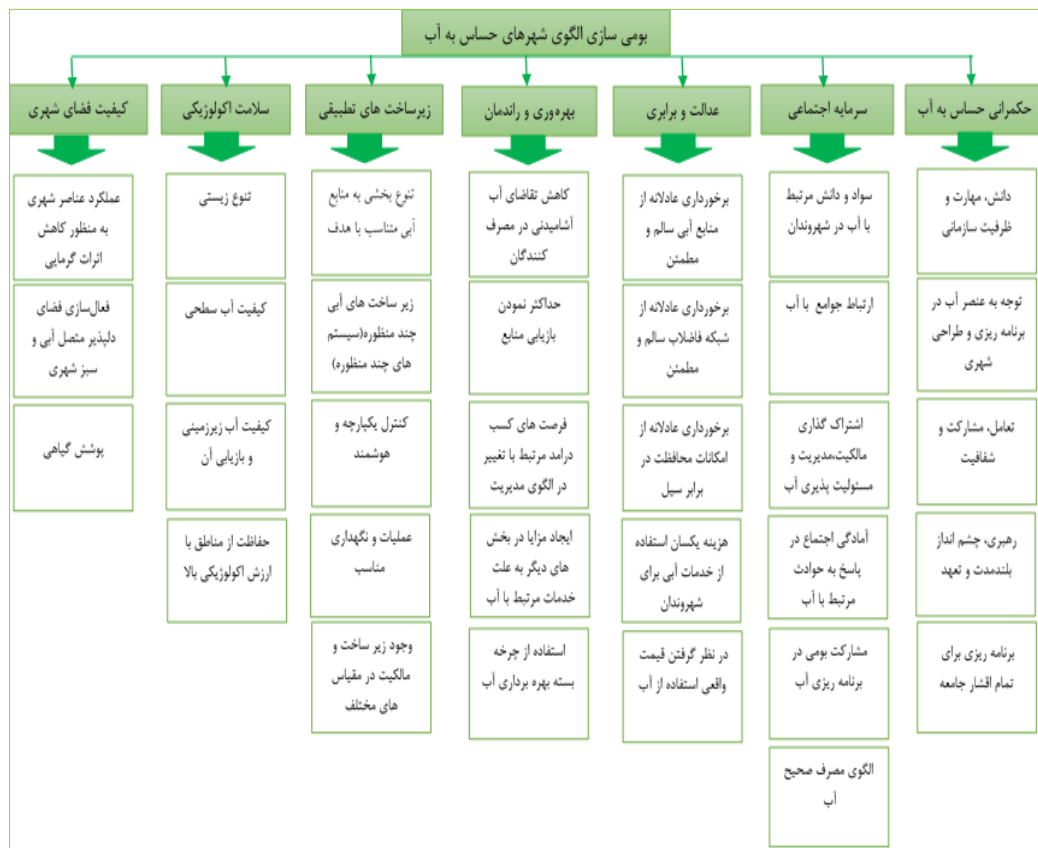 بومی سازی الگوی شهرهای حساس به آب
حکمرانی حساس به آب
دانش، مهارت و
ظرفیت سازمانی
توجه به عنصر آب در
برنامه ریزی و طراحی
شهری
تعامل، مشارکت و
شفافیت
رهبری، چشم انداز
بلندمدت و تعهد
برنامه ریزی برای
تمام اقشار جامعه
سرمایه اجتماعی
سواد و دانش مرتبط
با آب در شهروندان
ارتباط جوامع با آب
اشتراک گذاری
مالکیت،مدیریت و
مسئولیت پذیری آب
آمادگی اجتماع در
پاسخ به حوادث
مرتبط با آب
مشارکت بومی در
برنامه ریزی آب
الگوی مصرف صحیح
آب
عدالت و برابری
برخورداری عادلانه از
منابع آبی سالم و
مطمئن
برخورداری عادلانه از
شبکه فاضلاب سالم و
مطمئن
برخورداری عادلانه از
امکانات محافظت در
برابر سیل
هزینه یکسان استفاده
از خدمات آبی برای
شهروندان
در نظر گرفتن قیمت
واقعی استفاده از آب
بهره‌وری و راندمان
کاهش تقاضای آب
آشامیدنی در مصرف
کنندگان
حداکثر نمودن
بازیابی منابع
فرصت های کسب
درامد مرتبط با تغییر
در الگوی مدیریت
ایجاد مزایا در بخش
های دیگر به علت
خدمات مرتبط با آب
استفاده از چرخه
بسته بهره برداری آب
زیرساخت های تطبیقی
تنوع بخشی به منابع
آبی متناسب با هدف
زیر ساخت های آبی
چند منظوره(سیستم
های چند منظوره)
کنترل یکپارچه و
هوشمند
عملیات و نگهداری
مناسب
وجود زیر ساخت و
مالکیت در مقیاس
های مختلف
سلامت اکولوژیکی
تنوع زیستی
کیفیت آب سطحی
کیفیت آب زیرزمینی
و بازیابی آن
حفاظت از مناطق با
ارزش اکولوژیکی بالا
کیفیت فضای شهری
عملکرد عناصر شهری
به منظور کاهش
اثرات گرمایی
فعال‌سازی فضای
دلپذیر متصل آبی و
سبز شهری
پوشش گیاهی